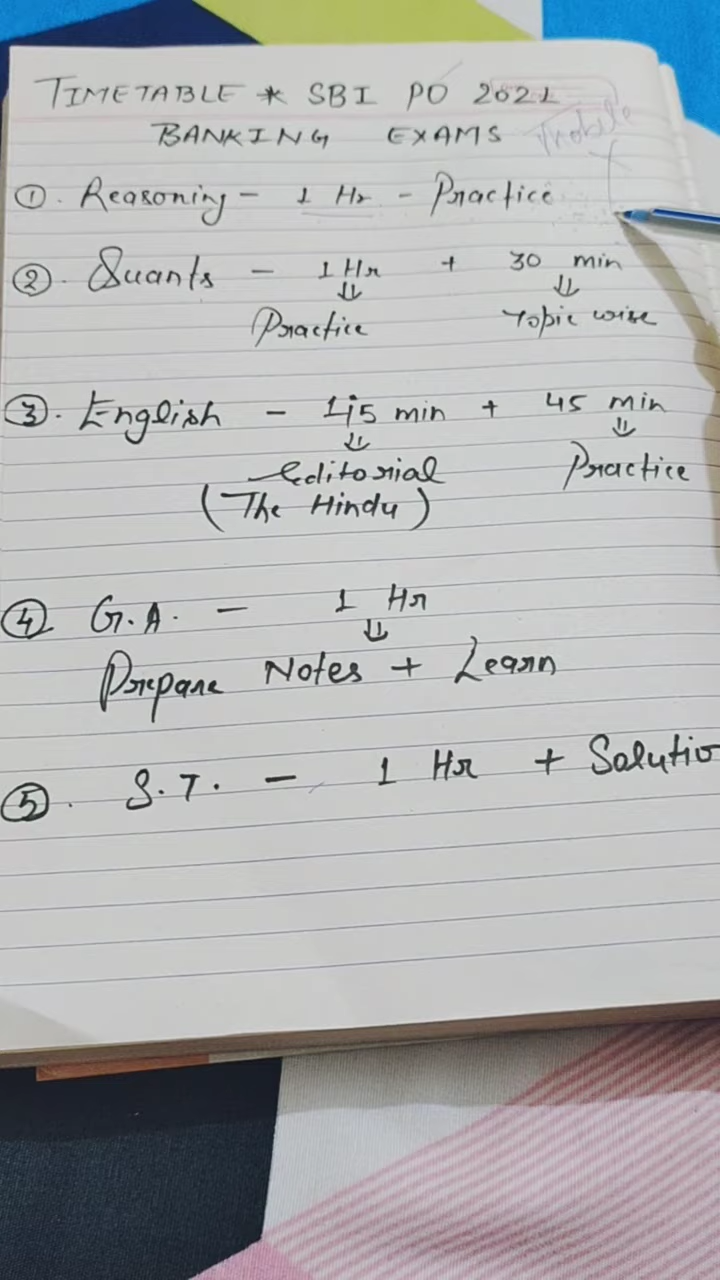 TIMETABLE * SBI PO 2021
BANKING EXAMS
Mobile
① Reasoning - 1 Hr - Practice
② Quants - 1 Hr + 30 min
⇓ ⇓
Practice Topic wise
③. English - 15 min + 45 min
⇓ ⇓
Editorial Practice
(The Hindu)
④ G.A. - 1 Hr
⇓
Prepare Notes + Learn
⑤. S.T. - 1 Hr + Solutio